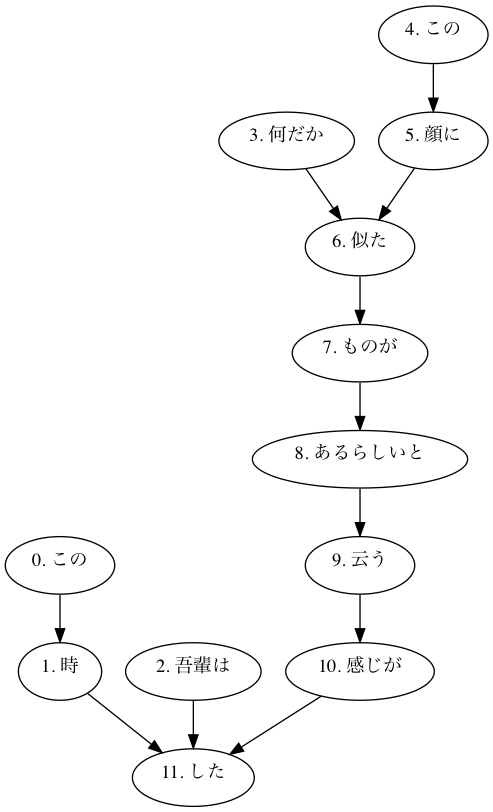 4. この
3. 何だか
5. 顔に
6. 似た
7. ものが
8. あるらしいと
0. この
9. 云う
1. 時
2. 吾輩は
10. 感じが
11. した